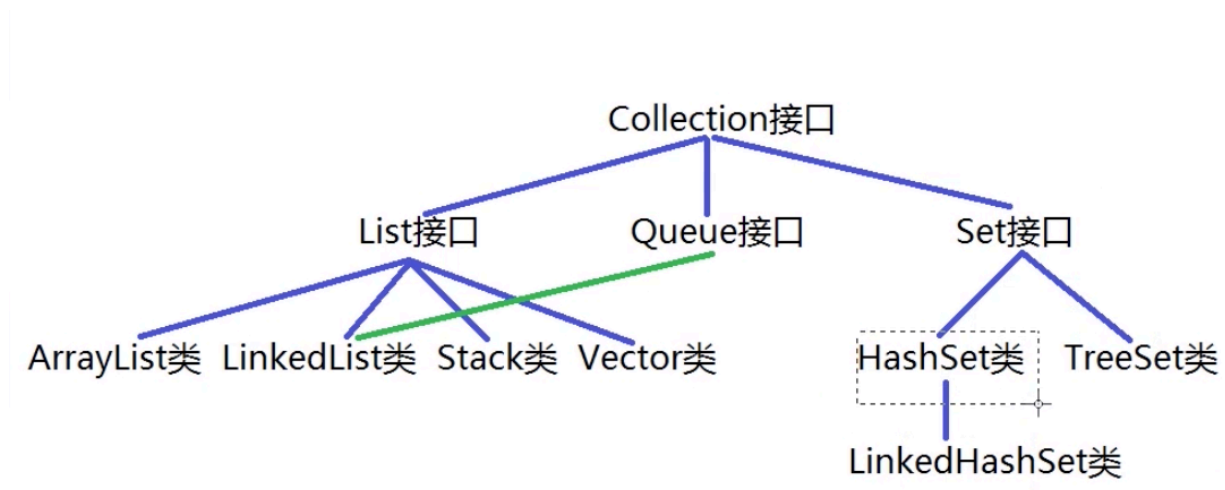 Collection接口
List接口 Queue接口 Set接口
ArrayList类 LinkedList类 Stack类 Vector类 HashSet类 TreeSet类
LinkedHashSet类